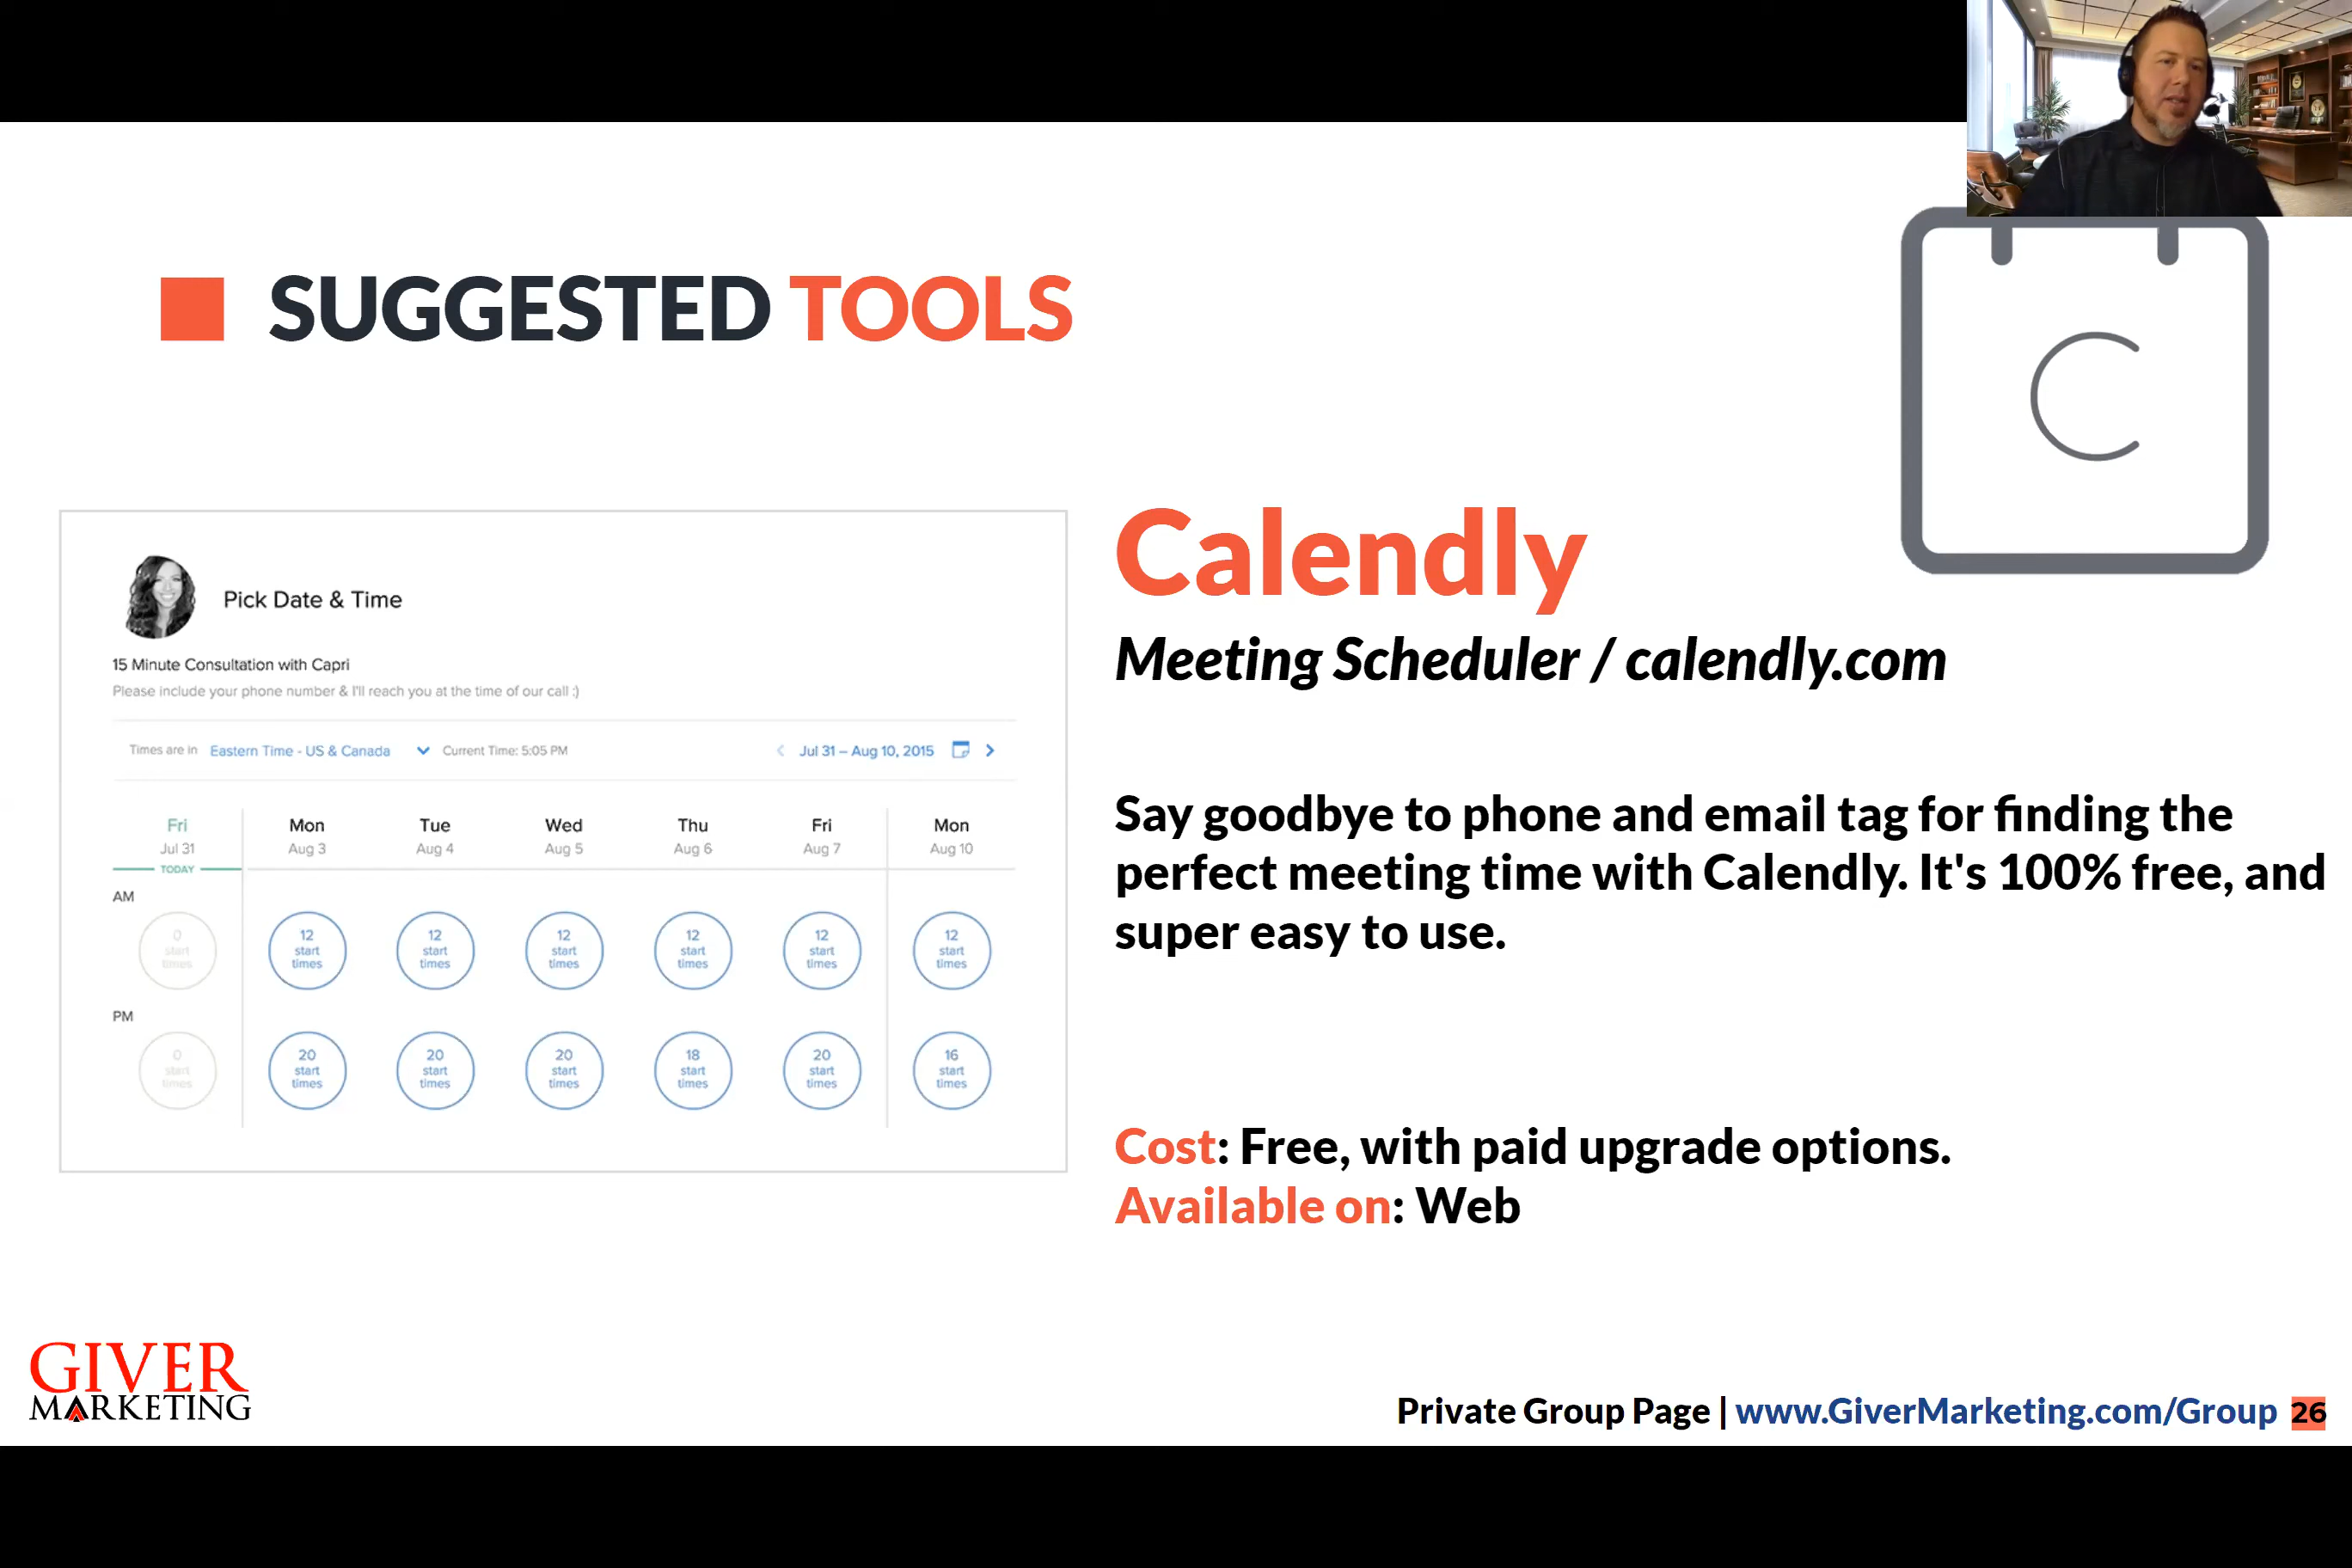 SUGGESTED TOOLS
C
Pick Date & Time
15 Minute Consultation with Capri
Please include your phone number & I'll reach you at the time of our call :)
Times are in Eastern Time - US & Canada Current Time: 5:05 PM Jul 31 – Aug 10, 2015
Fri Mon Tue Wed Thu Fri Mon
Jul 31 Aug 3 Aug 4 Aug 5 Aug 6 Aug 7 Aug 10
TODAY
AM
0 12 12 12 12 12 12
start start start start start start start
times times times times times times times
PM
0 20 20 20 18 20 16
start start start start start start start
times times times times times times times
Calendly
Meeting Scheduler / calendly.com
Say goodbye to phone and email tag for finding the
perfect meeting time with Calendly. It's 100% free, and
super easy to use.
Cost: Free, with paid upgrade options.
Available on: Web
GIVER
MARKETING
Private Group Page | www.GiverMarketing.com/Group 26